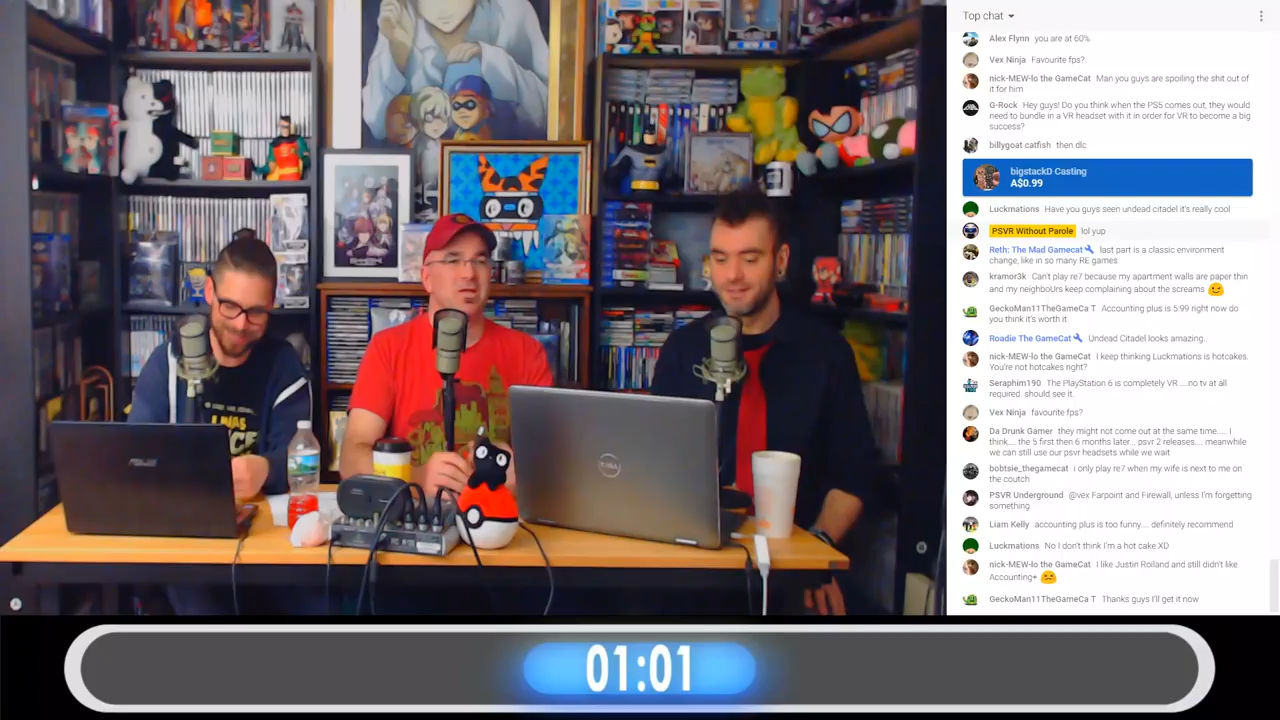 Top chat
Alex Flynn you are at 60%
Vex Ninja Favourite fps?
nick-MEW-lo the GameCat Man you guys are spoiling the shit out of
it for him
G-Rock Hey guys! Do you think when the PS5 comes out, they would
need to bundle in a VR headset with it in order for VR to become a big
success?
billygoat catfish then dlc
bigstackD Casting
A$0.99
Luckmations Have you guys seen undead citadel it's really cool
PSVR Without Parole lol yup
Reth: The Mad Gamecat last part is a classic environment
change, like in so many RE games
kramor3k Can't play re7 because my apartment walls are paper thin
and my neighboUrs keep complaining about the screams
GeckoMan11TheGameCa T Accounting plus is 5:99 right now do
you think it's worth it
Roadie The GameCat Undead Citadel looks amazing..
nick-MEW-lo the GameCat I keep thinking Luckmations is hotcakes.
You're not hotcakes right?
Seraphim190 The PlayStation 6 is completely VR ....no tv at all
required. should see it.
Vex Ninja favourite fps?
Da Drunk Gamer they might not come out at the same time..... I
think.... the 5 first then 6 months later... psvr 2 releases.... meanwhile
we can still use our psvr headsets while we wait
bobtsie_thegamecat i only play re7 when my wife is next to me on
the coutch
PSVR Underground @vex Farpoint and Firewall, unless I'm forgetting
something.
Liam Kelly accounting plus is too funny.... definitely recommend
Luckmations No I don't think I'm a hot cake XD
nick-MEW-lo the GameCat I like Justin Roiland and still didn't like
Accounting+
GeckoMan11TheGameCa T Thanks guys I'll get it now
ASUS
DELL
01:01